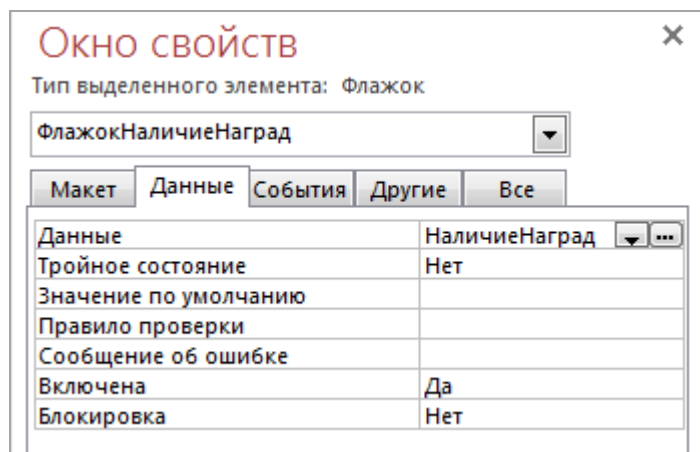 Окно свойств
Тип выделенного элемента: Флажок
ФлажокНаличиеНаград
Макет Данные События Другие Все
Данные НаличиеНаград
Тройное состояние Нет
Значение по умолчанию
Правило проверки
Сообщение об ошибке
Включена Да
Блокировка Нет